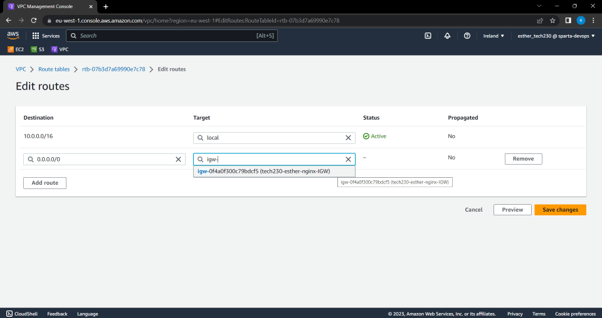 VPC Management Console
eu-west-1.console.aws.amazon.com/vpc/home?region=eu-west-1#EditRoutes:RouteTableId=rtb-07b3d7a69990e7c78
aws Services Search [Alt+S] Ireland esther_tech230 @ sparta-devops
EC2 S3 VPC
VPC > Route tables > rtb-07b3d7a69990e7c78 > Edit routes
Edit routes
Destination Target Status Propagated
10.0.0.0/16 local Active No
0.0.0.0/0 igw- – No Remove
igw-0f4a0f300c79bdcf5 (tech230-esther-nginx-IGW)
igw-0f4a0f300c79bdcf5 (tech230-esther-nginx-IGW)
Add route
Cancel Preview Save changes
CloudShell Feedback Language © 2023, Amazon Web Services, Inc. or its affiliates. Privacy Terms Cookie preferences